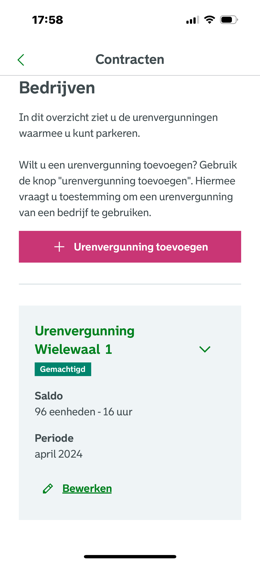 17:58
Contracten
Bedrijven
In dit overzicht ziet u de urenvergunningen
waarmee u kunt parkeren.
Wilt u een urenvergunning toevoegen? Gebruik
de knop "urenvergunning toevoegen". Hiermee
vraagt u toestemming om een urenvergunning
van een bedrijf te gebruiken.
Urenvergunning toevoegen
Urenvergunning
Wielewaal 1
Gemachtigd
Saldo
96 eenheden - 16 uur
Periode
april 2024
Bewerken